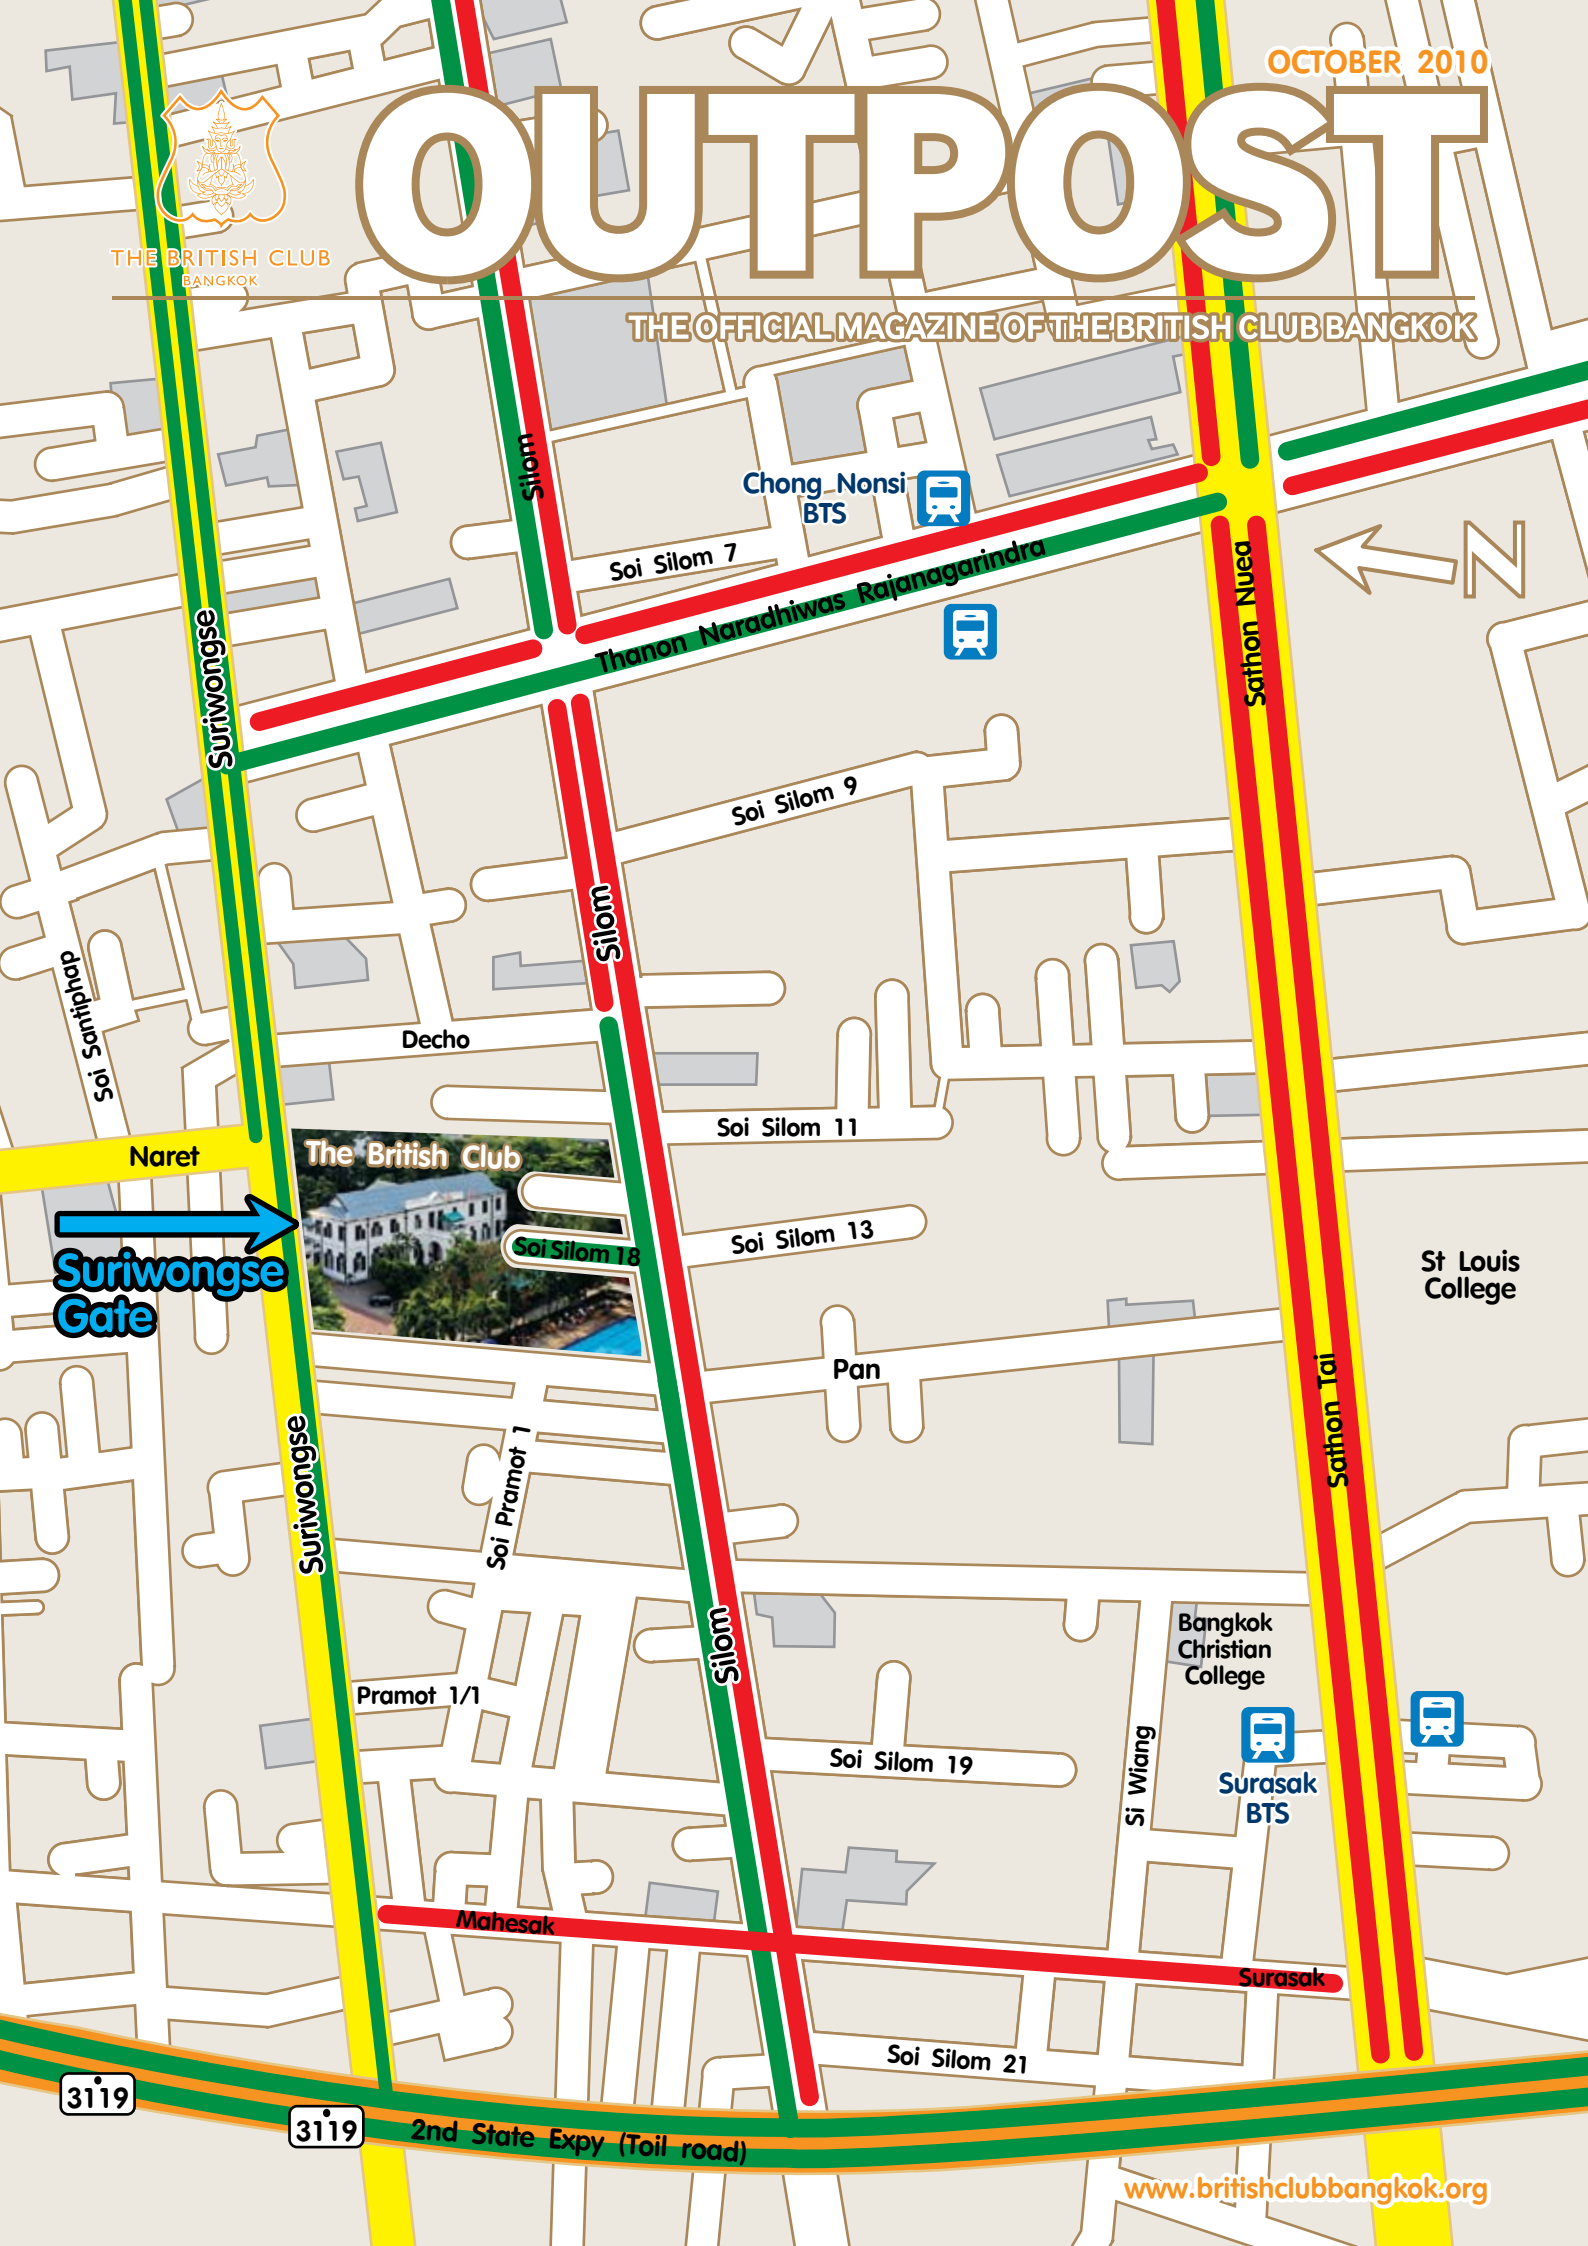 OCTOBER 2010
OUTPOST
THE BRITISH CLUB
BANGKOK
THE OFFICIAL MAGAZINE OF THE BRITISH CLUB BANGKOK
Silom
Chong Nonsi
BTS
Soi Silom 7
Thanon Naradhiwas Rajanagarindra
N
Sathon Nuea
Suriwongse
Soi Silom 9
Silom
Soi Santiphap
Decho
Soi Silom 11
Naret
The British Club
Soi Silom 13
Soi Silom 18
Suriwongse
Gate
St Louis
College
Pan
Sathon Tai
Suriwongse
Soi Pramot 1
Silom
Bangkok
Christian
College
Pramot 1/1
Soi Silom 19
Si Wiang
Surasak
BTS
Mahesak
Surasak
Soi Silom 21
3119
3119
2nd State Expy (Toil road)
www.britishclubbangkok.org